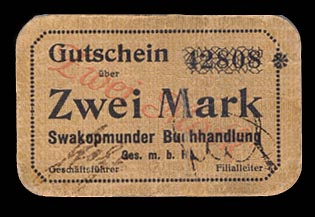 Gutschein 42808 *
über
Zwei Mark
Swakopmunder Buchhandlung
Ges. m. b. H.
Geschäftsführer Filialleiter